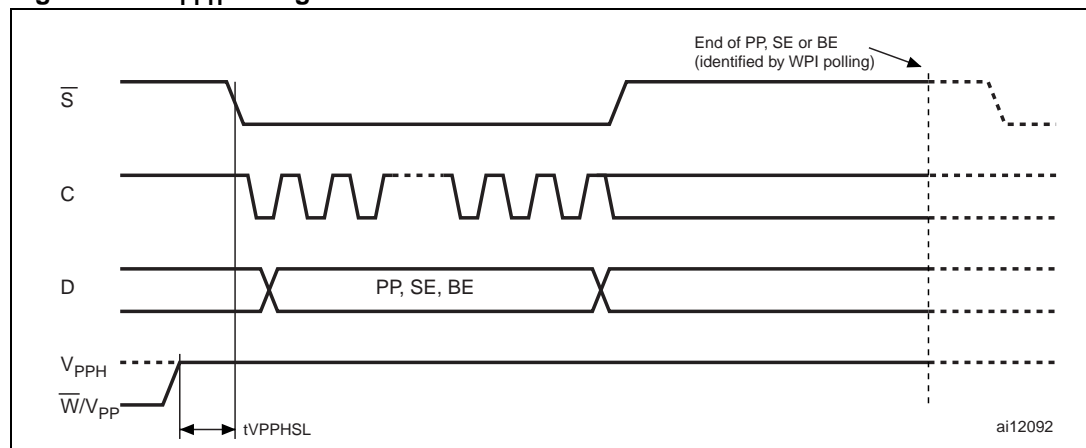 End of PP, SE or BE
(identified by WPI polling)
S
C
D
PP, SE, BE
VPPH
W/VPP
tVPPHSL
ai12092